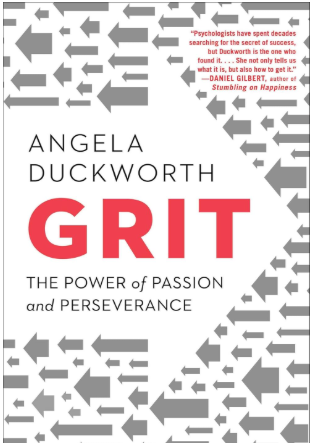 "Psychologists have spent decades
searching for the secret of success,
but Duckworth is the one who
found it. . . . She not only tells us
what it is, but also how to get it."
—DANIEL GILBERT, author of
Stumbling on Happiness
ANGELA
DUCKWORTH
GRIT
THE POWER of PASSION
and PERSEVERANCE